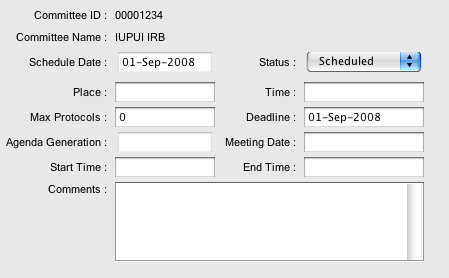 Committee ID : 00001234
Committee Name : IUPUI IRB
Schedule Date : 01-Sep-2008 Status : Scheduled
Place : Time :
Max Protocols : 0 Deadline : 01-Sep-2008
Agenda Generation : Meeting Date :
Start Time : End Time :
Comments :